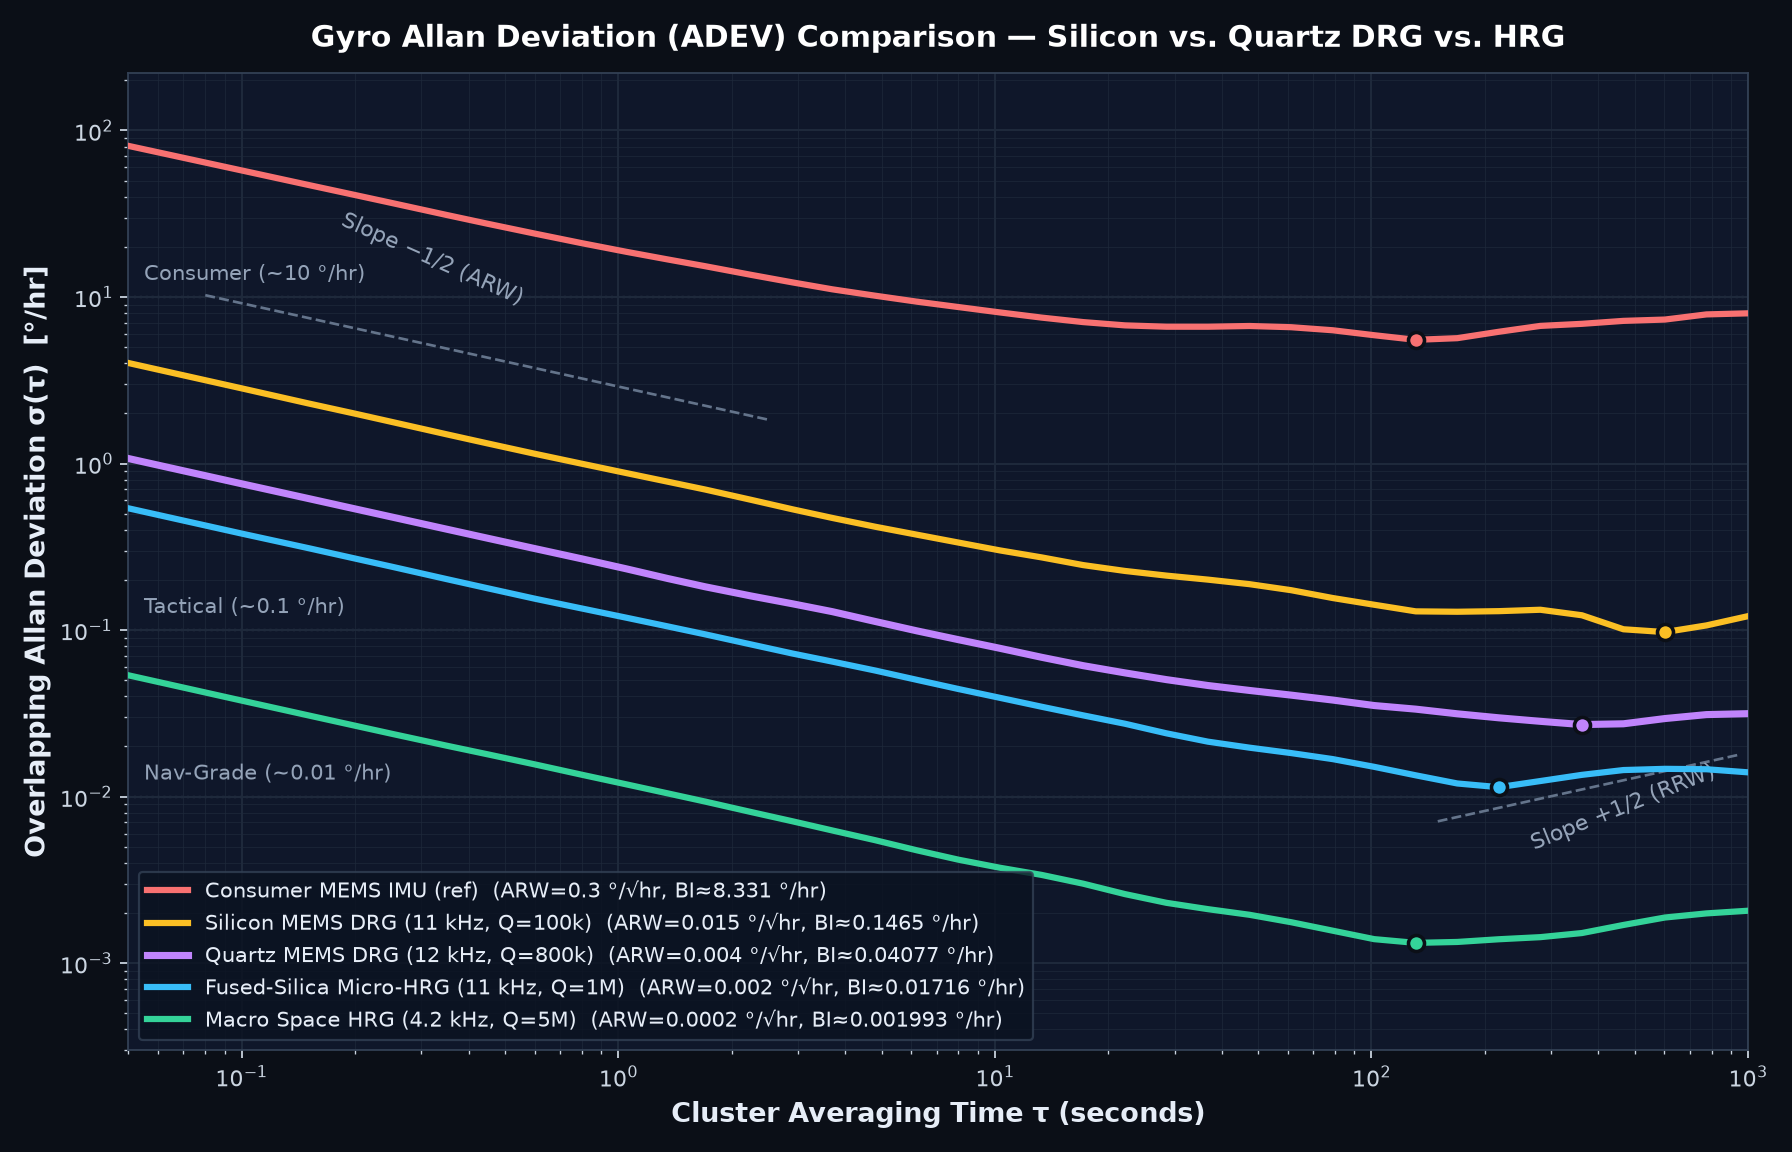 Gyro Allan Deviation (ADEV) Comparison — Silicon vs. Quartz DRG vs. HRG
Overlapping Allan Deviation σ(τ)  [°/hr]
10²
10¹
10⁰
10⁻¹
10⁻²
10⁻³
Slope −1/2 (ARW)
Consumer (~10 °/hr)
Tactical (~0.1 °/hr)
Nav-Grade (~0.01 °/hr)
Slope +1/2 (RRW)
Consumer MEMS IMU (ref)  (ARW=0.3 °/√hr, BI≈8.331 °/hr)
Silicon MEMS DRG (11 kHz, Q=100k)  (ARW=0.015 °/√hr, BI≈0.1465 °/hr)
Quartz MEMS DRG (12 kHz, Q=800k)  (ARW=0.004 °/√hr, BI≈0.04077 °/hr)
Fused-Silica Micro-HRG (11 kHz, Q=1M)  (ARW=0.002 °/√hr, BI≈0.01716 °/hr)
Macro Space HRG (4.2 kHz, Q=5M)  (ARW=0.0002 °/√hr, BI≈0.001993 °/hr)
10⁻¹ 10⁰ 10¹ 10² 10³
Cluster Averaging Time τ (seconds)